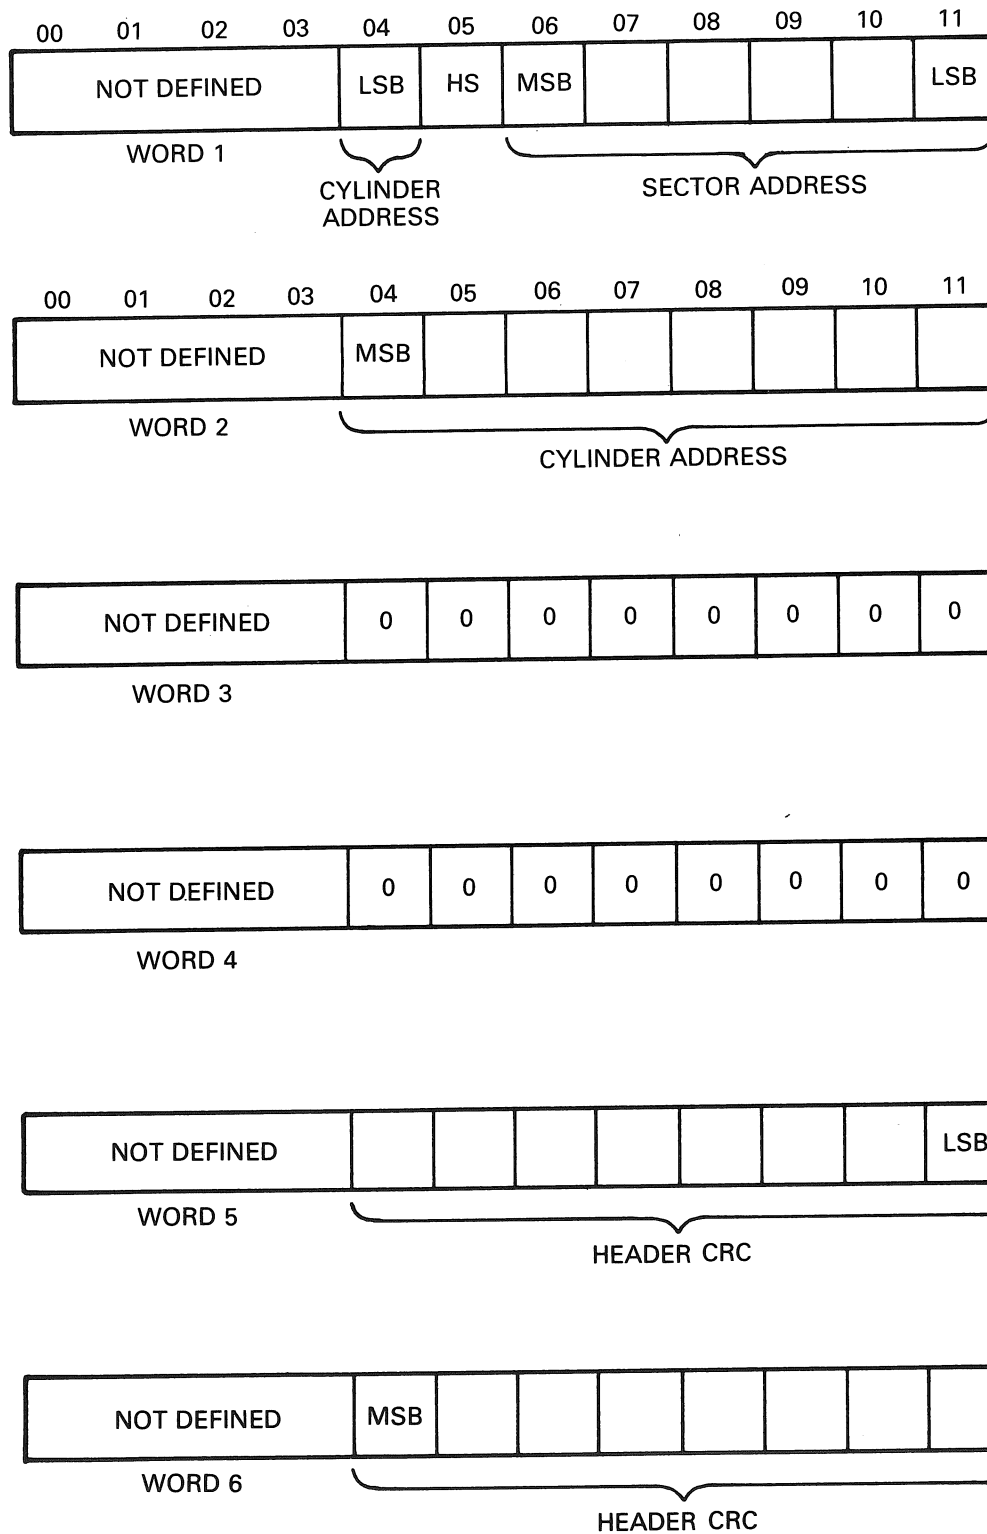 00 01 02 03 04 05 06 07 08 09 10 11
NOT DEFINED LSB HS MSB LSB
WORD 1
CYLINDER
ADDRESS
SECTOR ADDRESS
00 01 02 03 04 05 06 07 08 09 10 11
NOT DEFINED MSB
WORD 2
CYLINDER ADDRESS
NOT DEFINED 0 0 0 0 0 0 0 0
WORD 3
NOT DEFINED 0 0 0 0 0 0 0 0
WORD 4
NOT DEFINED LSB
WORD 5
HEADER CRC
NOT DEFINED MSB
WORD 6
HEADER CRC